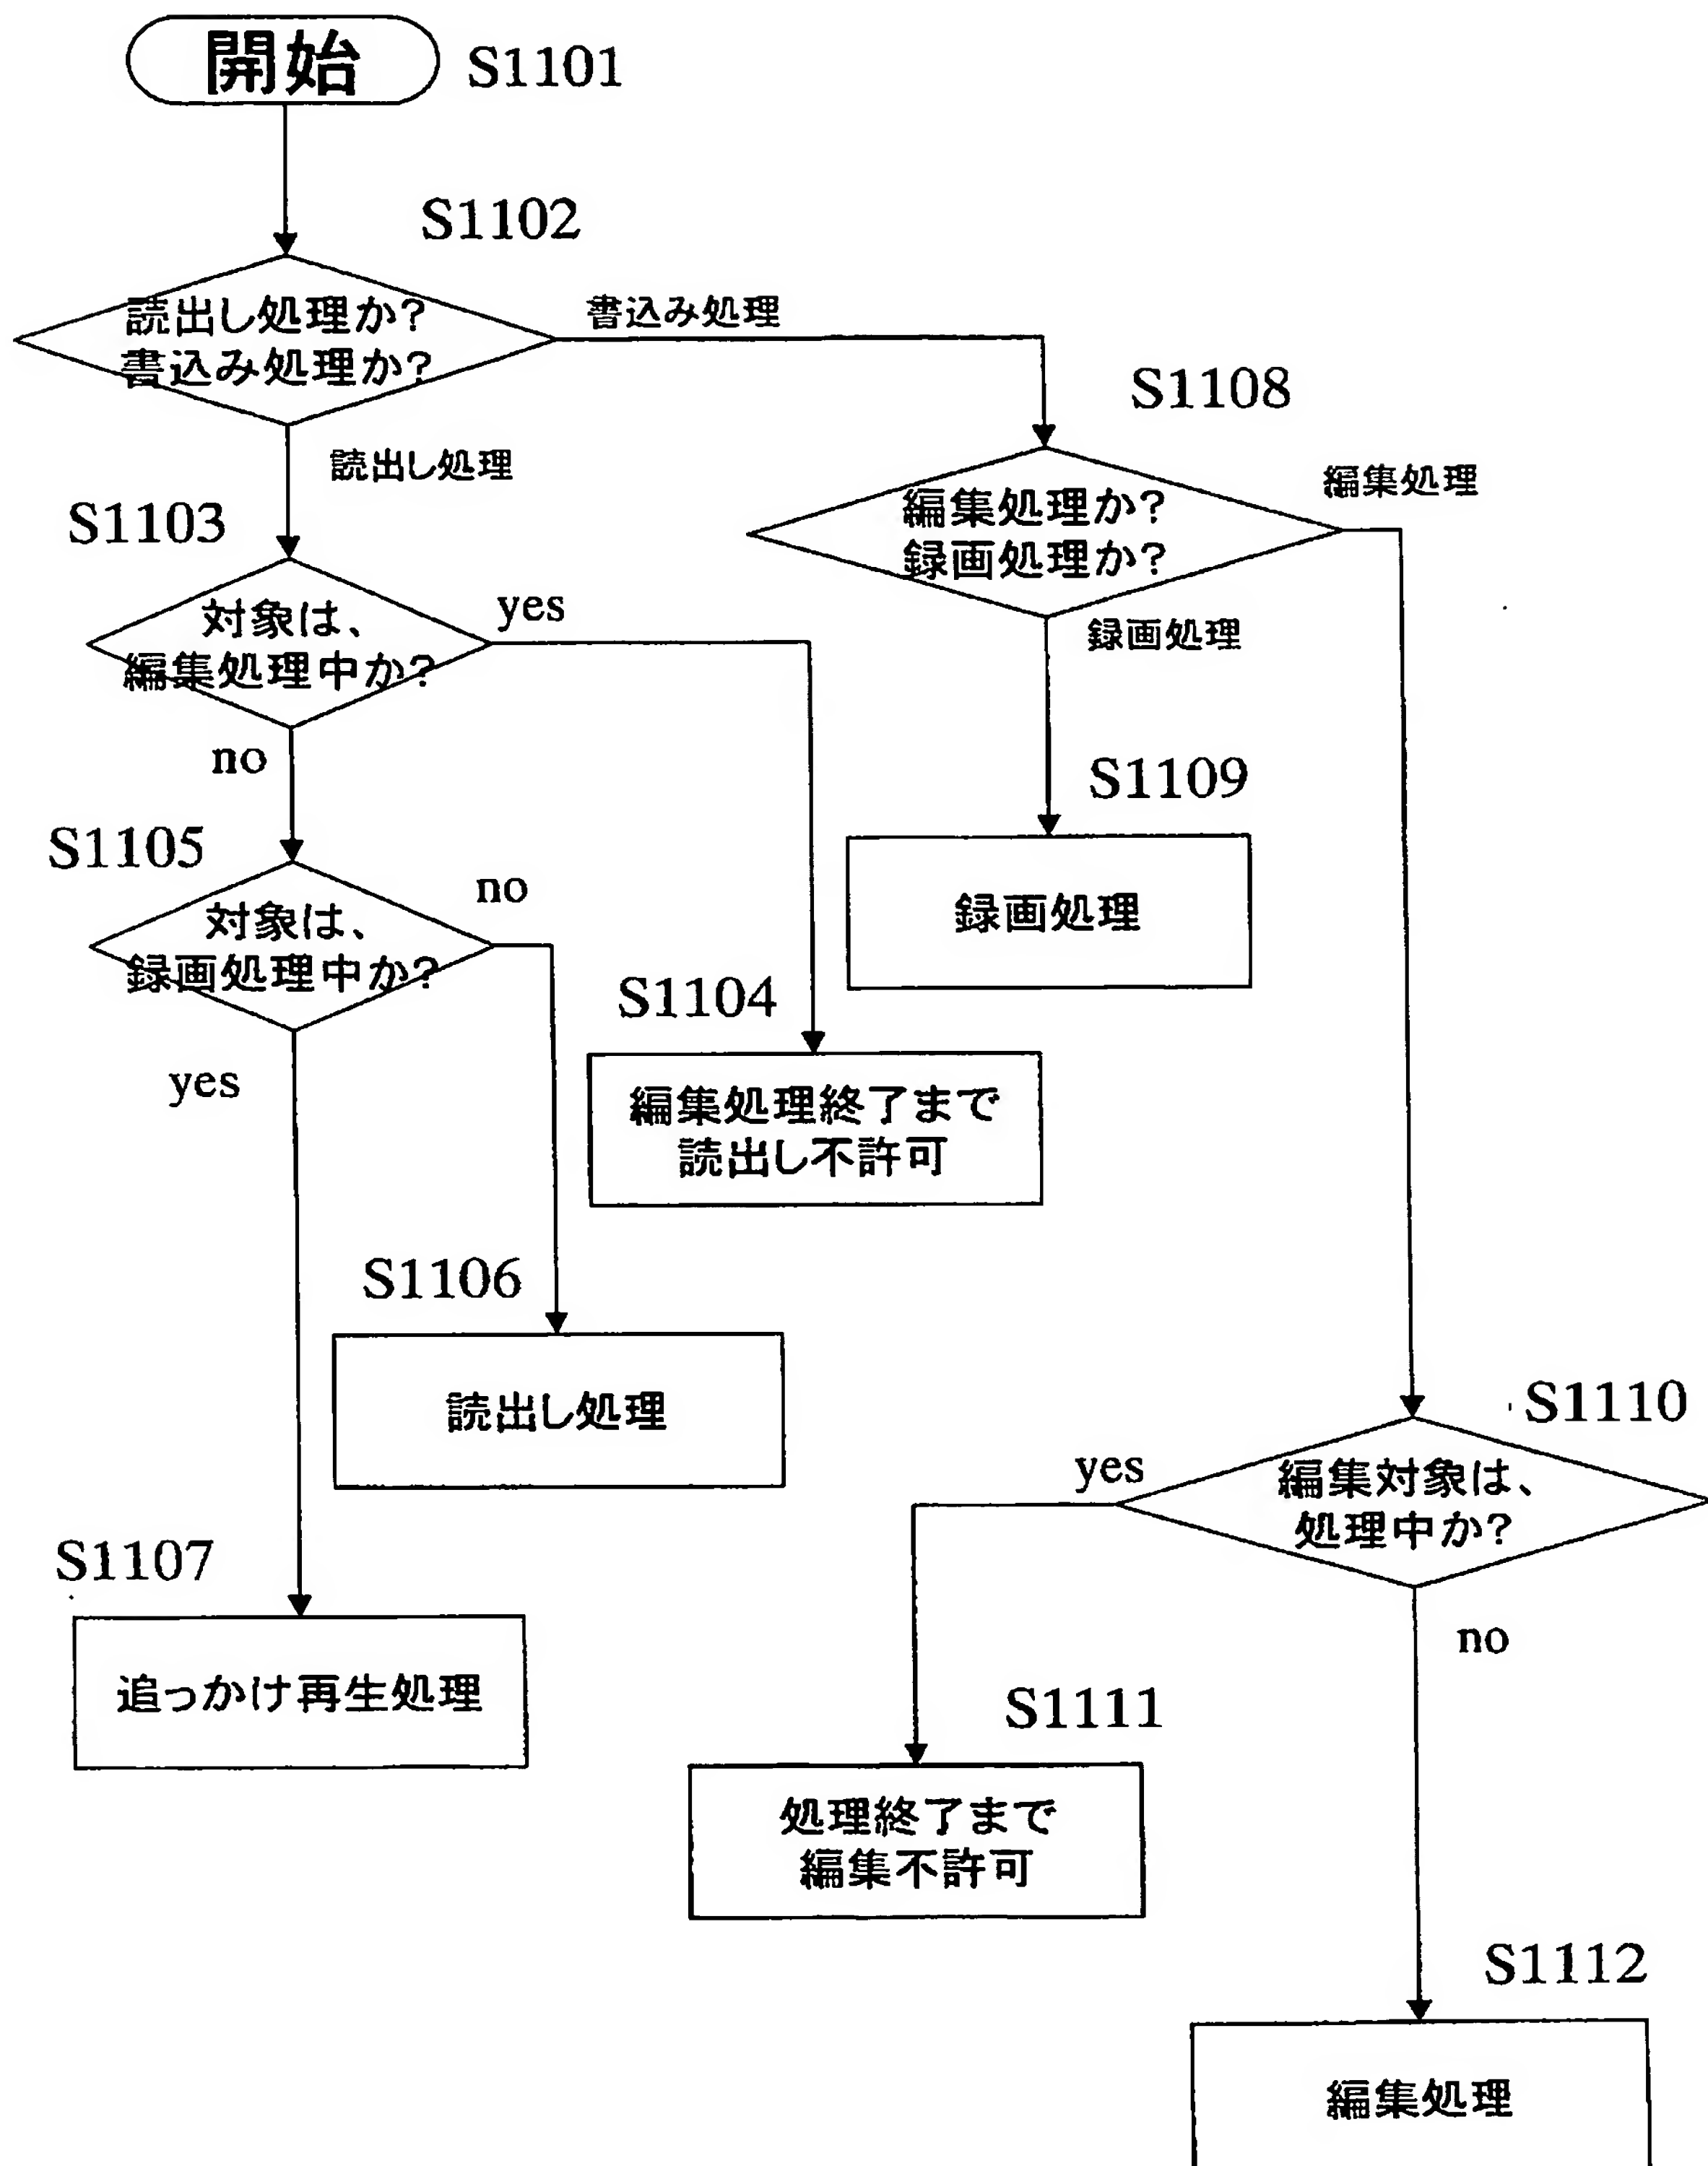 開始
S1101
S1102
読出し処理か?
書込み処理か?
書込み処理
読出し処理
S1108
編集処理か?
録画処理か?
編集処理
録画処理
S1103
対象は、
編集処理中か?
yes
no
S1109
録画処理
S1105
対象は、
録画処理中か?
no
yes
S1104
編集処理終了まで
読出し不許可
S1106
読出し処理
S1110
編集対象は、
処理中か?
yes
no
S1107
追っかけ再生処理
S1111
処理終了まで
編集不許可
S1112
編集処理